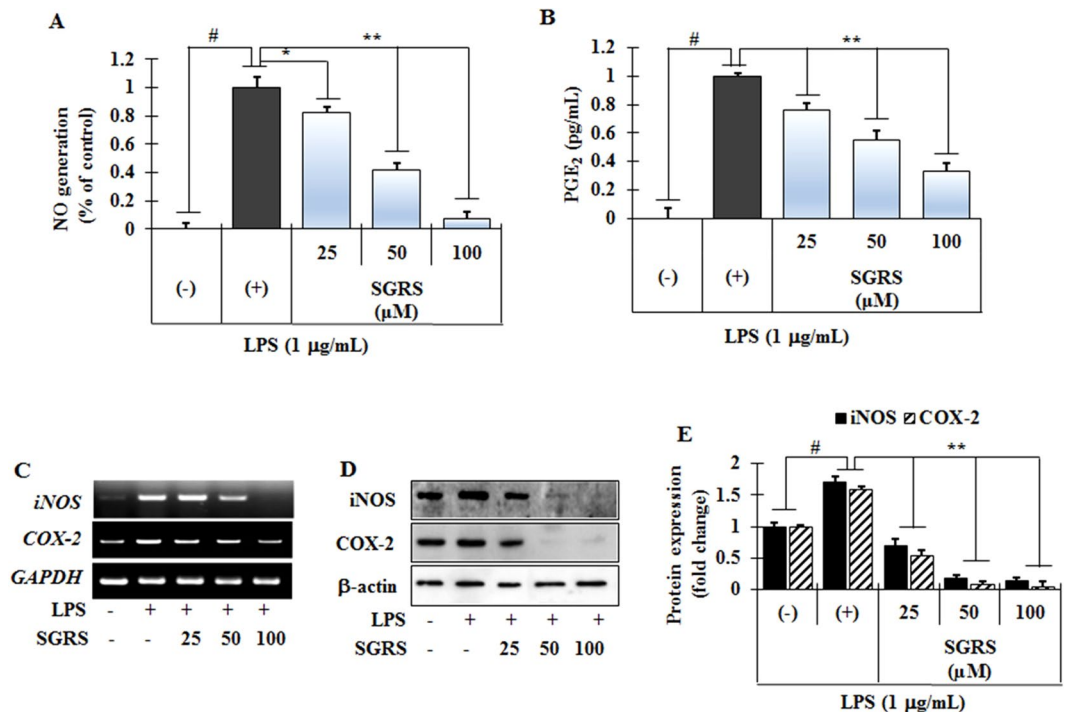 A
# * **
NO generation
(% of control)
1.2
1
0.8
0.6
0.4
0.2
0
25 50 100
(-) (+) SGRS
(µM)
LPS (1 µg/mL)
B
# **
PGE₂ (pg/mL)
1.2
1
0.8
0.6
0.4
0.2
0
25 50 100
(-) (+) SGRS
(µM)
LPS (1 µg/mL)
C
iNOS
COX-2
GAPDH
LPS - + + + +
SGRS - - 25 50 100
D
iNOS
COX-2
β-actin
LPS - + + + +
SGRS - - 25 50 100
E
iNOS COX-2
# **
Protein expression
(fold change)
2
1.5
1
0.5
0
(-) (+) 25 50 100
SGRS
(µM)
LPS (1 µg/mL)